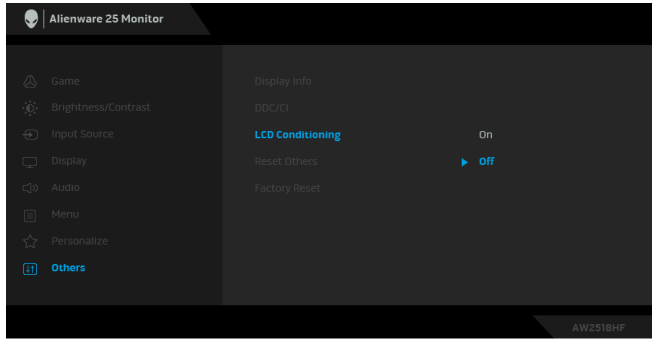 Alienware 25 Monitor
Game
Display Info
Brightness/Contrast
DDC/CI
Input Source
LCD Conditioning
On
Display
Reset Others
Off
Audio
Factory Reset
Menu
Personalize
Others
AW2518HF